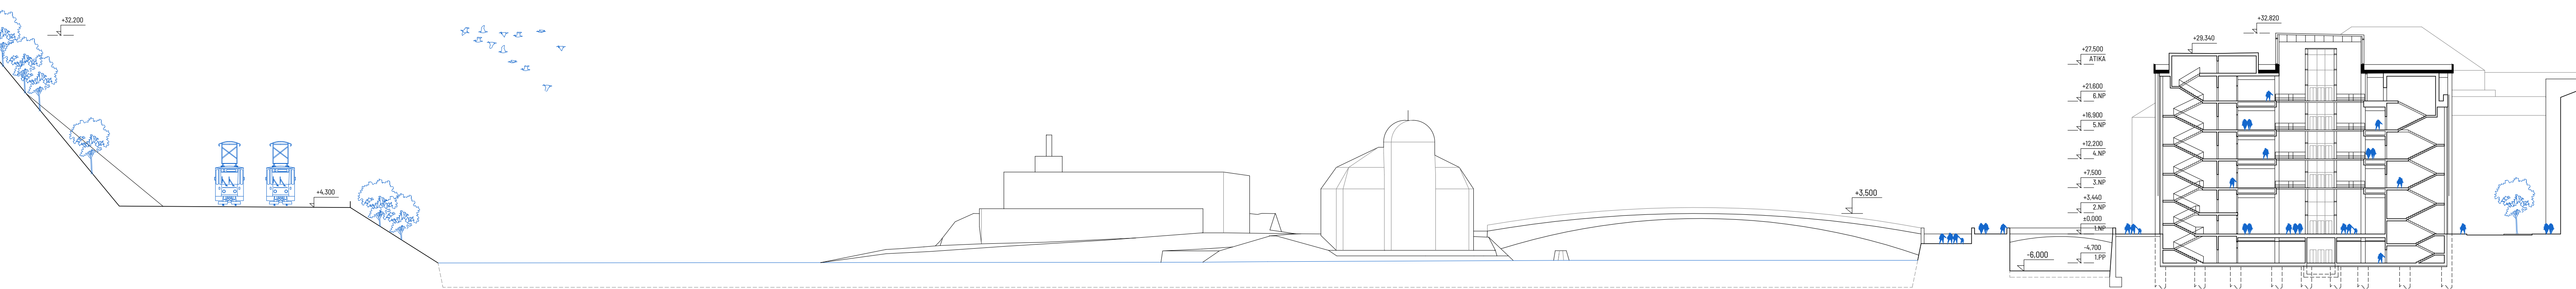 +32.200
+4,300
+3,500
-6,000
+27.500
ATIKA
+21,600
6.NP
+16,900
5.NP
+12,200
4.NP
+7,500
3.NP
+3,440
2.NP
±0,000
1.NP
-4,700
1.PP
+29,340
+32,820